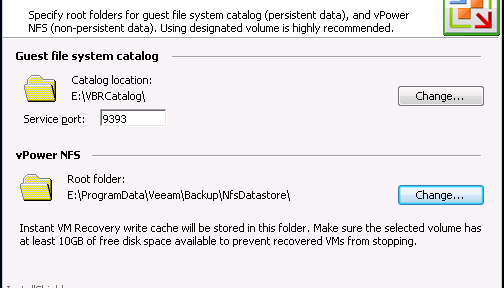 Specify root folders for guest file system catalog (persistent data), and vPower
NFS (non-persistent data). Using designated volume is highly recommended.
Guest file system catalog
Catalog location:
E:\VBRCatalog\
Change...
Service port: 9393
vPower NFS
Root folder:
E:\ProgramData\Veeam\Backup\NfsDatastore\
Change...
Instant VM Recovery write cache will be stored in this folder. Make sure the selected volume has
at least 10GB of free disk space available to prevent recovered VMs from stopping.
InstallShield